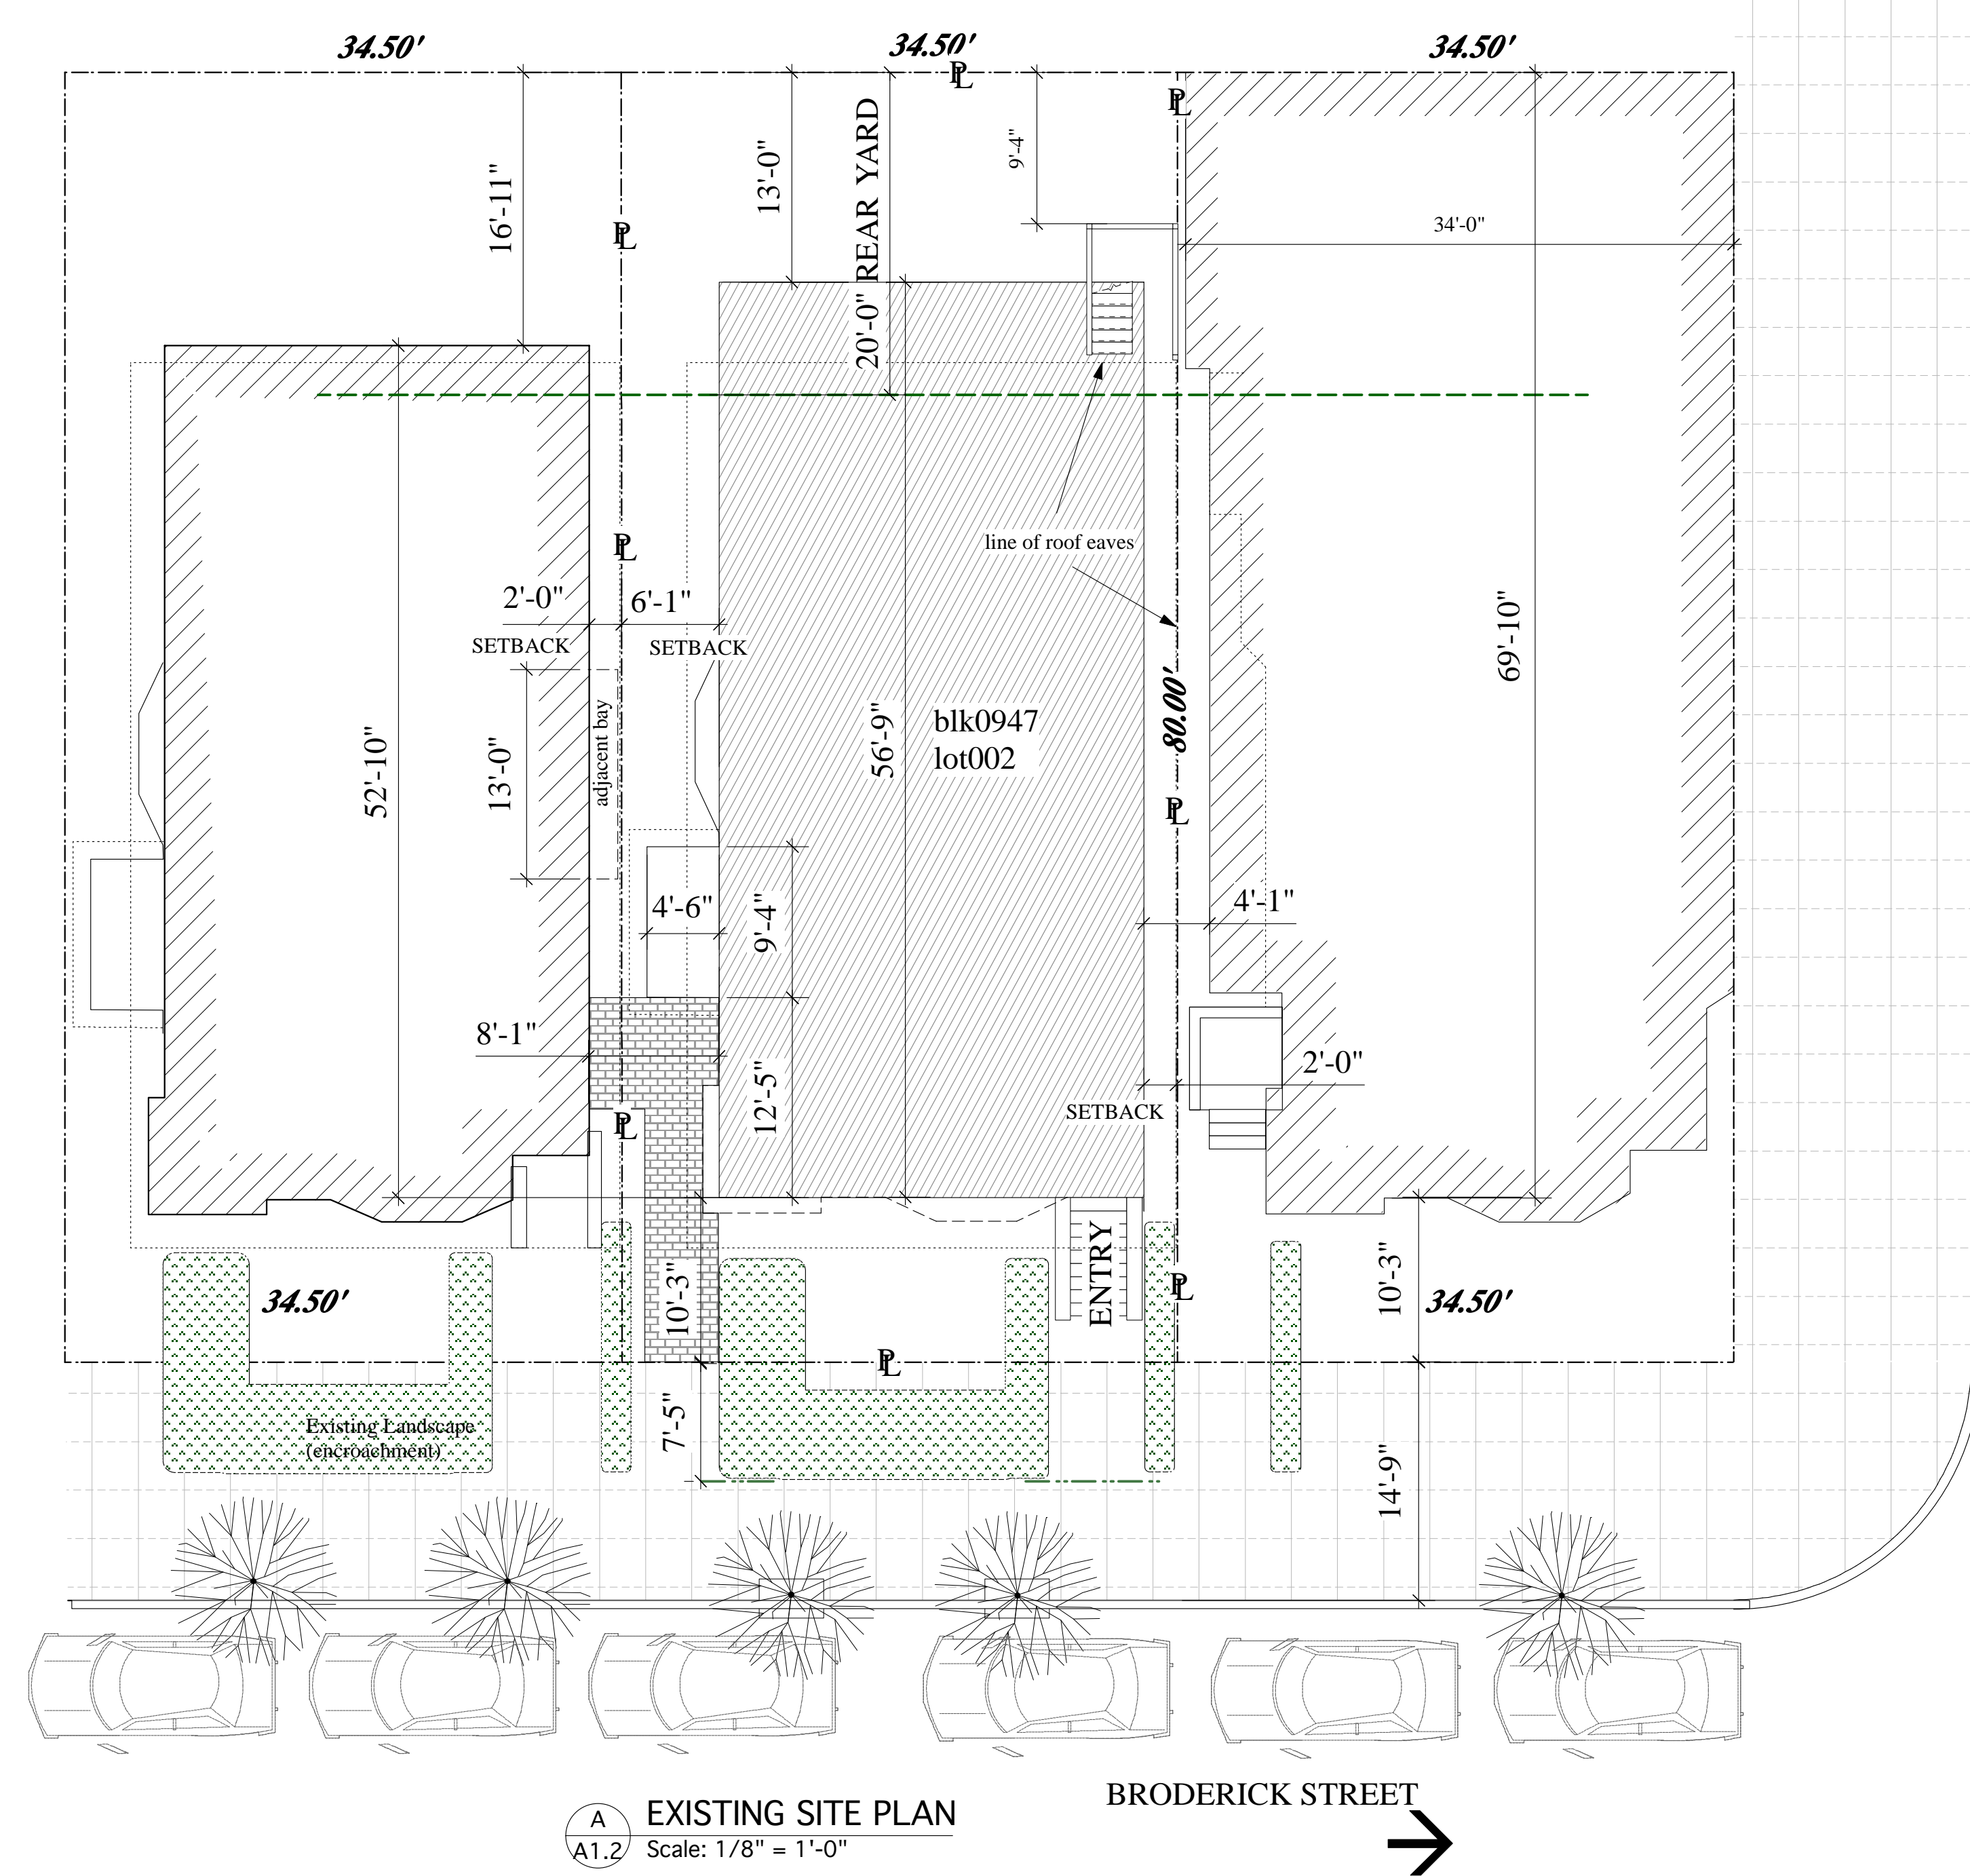 34.50' 34.50' 34.50'
PL
PL
16'-11"
13'-0"
20'-0" REAR YARD
9'-4"
34'-0"
PL
line of roof eaves
PL
2'-0" 6'-1"
SETBACK SETBACK
69'-10"
80.00'
52'-10"
13'-0"
adjacent bay
56'-9"
blk0947
lot002
PL
4'-6"
9'-4"
4'-1"
8'-1"
12'-5"
2'-0"
SETBACK
PL
34.50'
10'-3"
ENTRY
PL
10'-3"
34.50'
PL
Existing Landscape
(encroachment)
7'-5"
14'-9"
BRODERICK STREET
A
A1.2
EXISTING SITE PLAN
Scale: 1/8" = 1'-0"